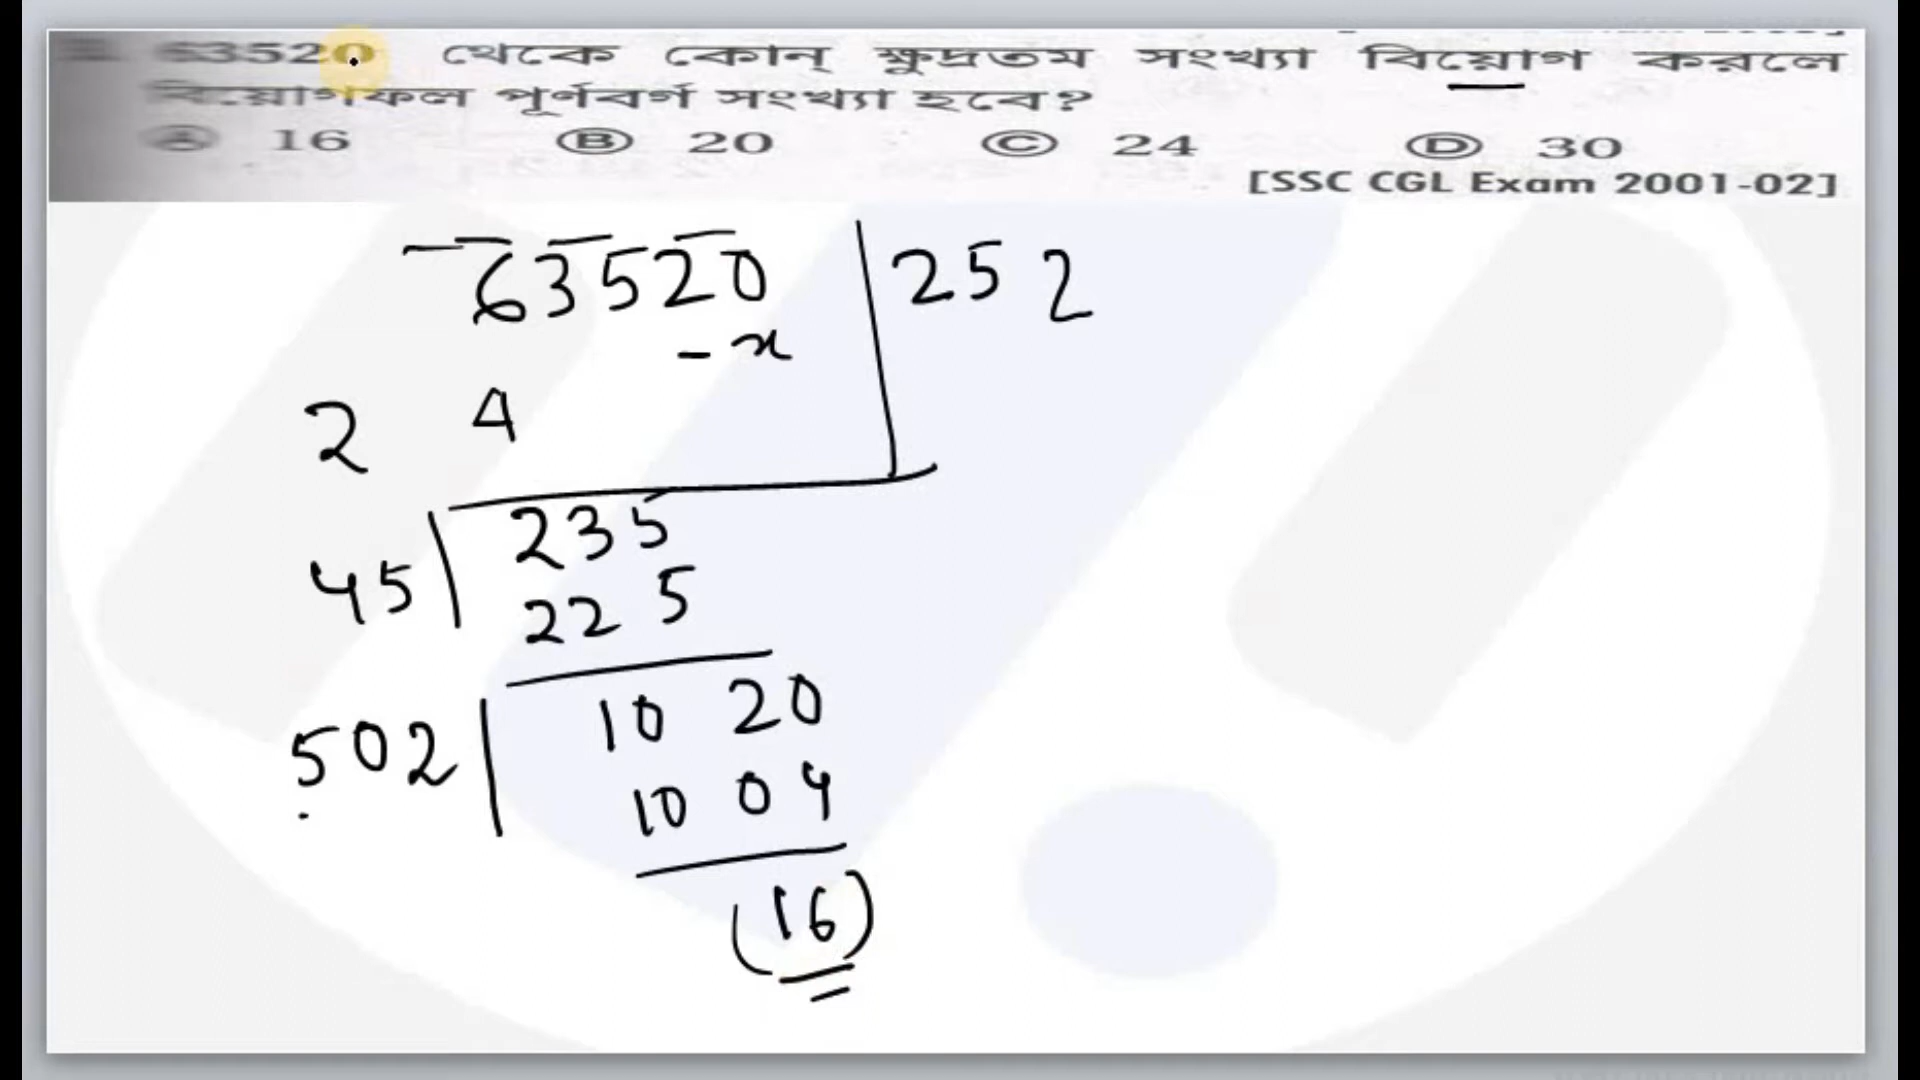 63520 থেকে কোন্ ক্ষুদ্রতম সংখ্যা বিয়োগ করলে
বিয়োগফল পূর্ণবর্গ সংখ্যা হবে?
Ⓐ 16 Ⓑ 20 Ⓒ 24 Ⓓ 30
[SSC CGL Exam 2001-02]
63520 252
- x
2 4
235
45 225
1020
502 1004
(16)